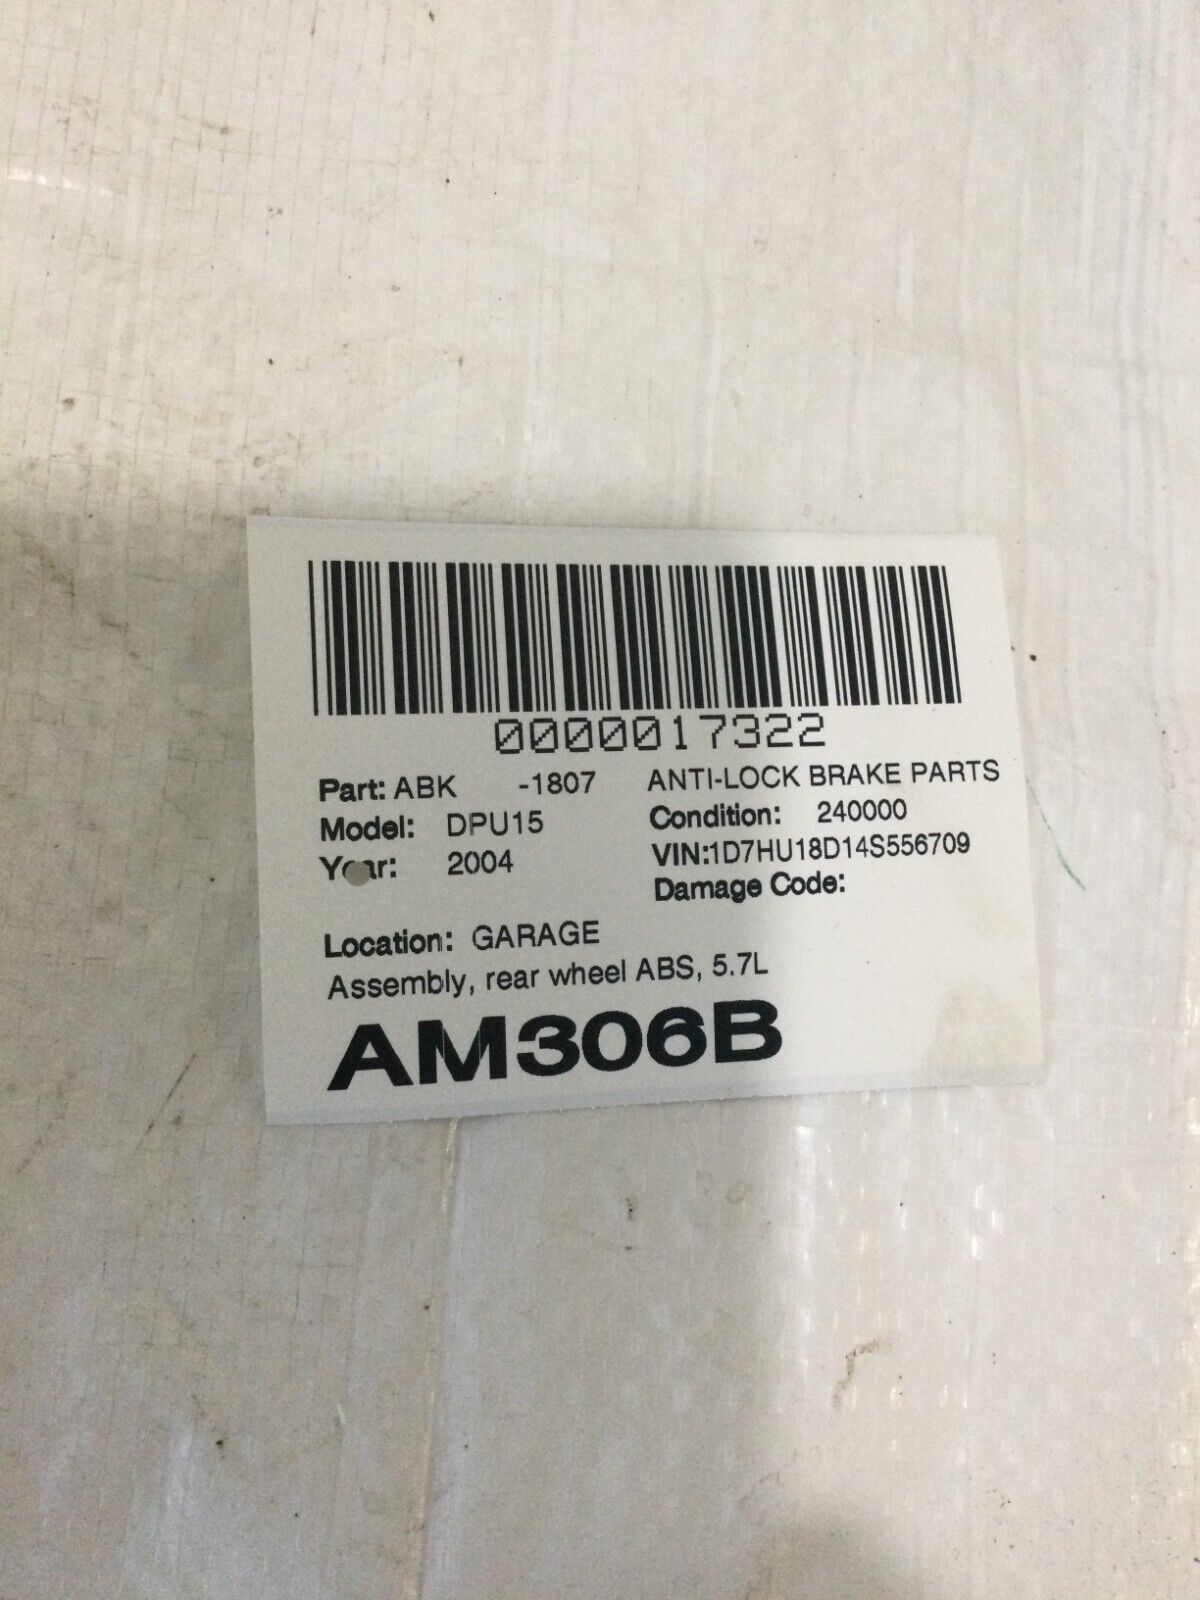 0000017322
Part: ABK -1807 ANTI-LOCK BRAKE PARTS
Model: DPU15 Condition: 240000
Year: 2004 VIN:1D7HU18D14S556709
Damage Code:
Location: GARAGE
Assembly, rear wheel ABS, 5.7L
AM306B